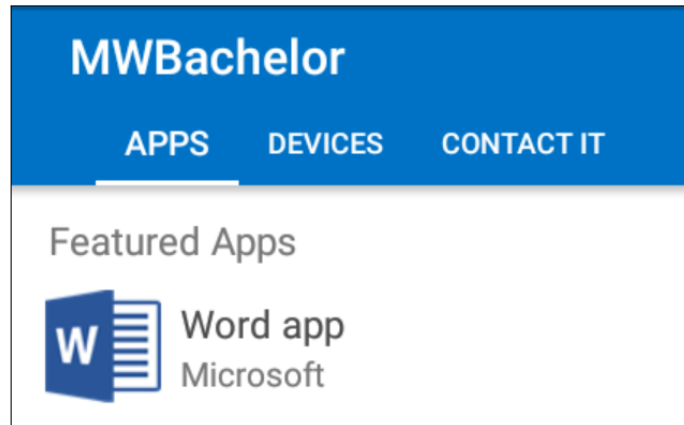 MWBachelor
APPS DEVICES CONTACT IT
Featured Apps
W
Word app
Microsoft